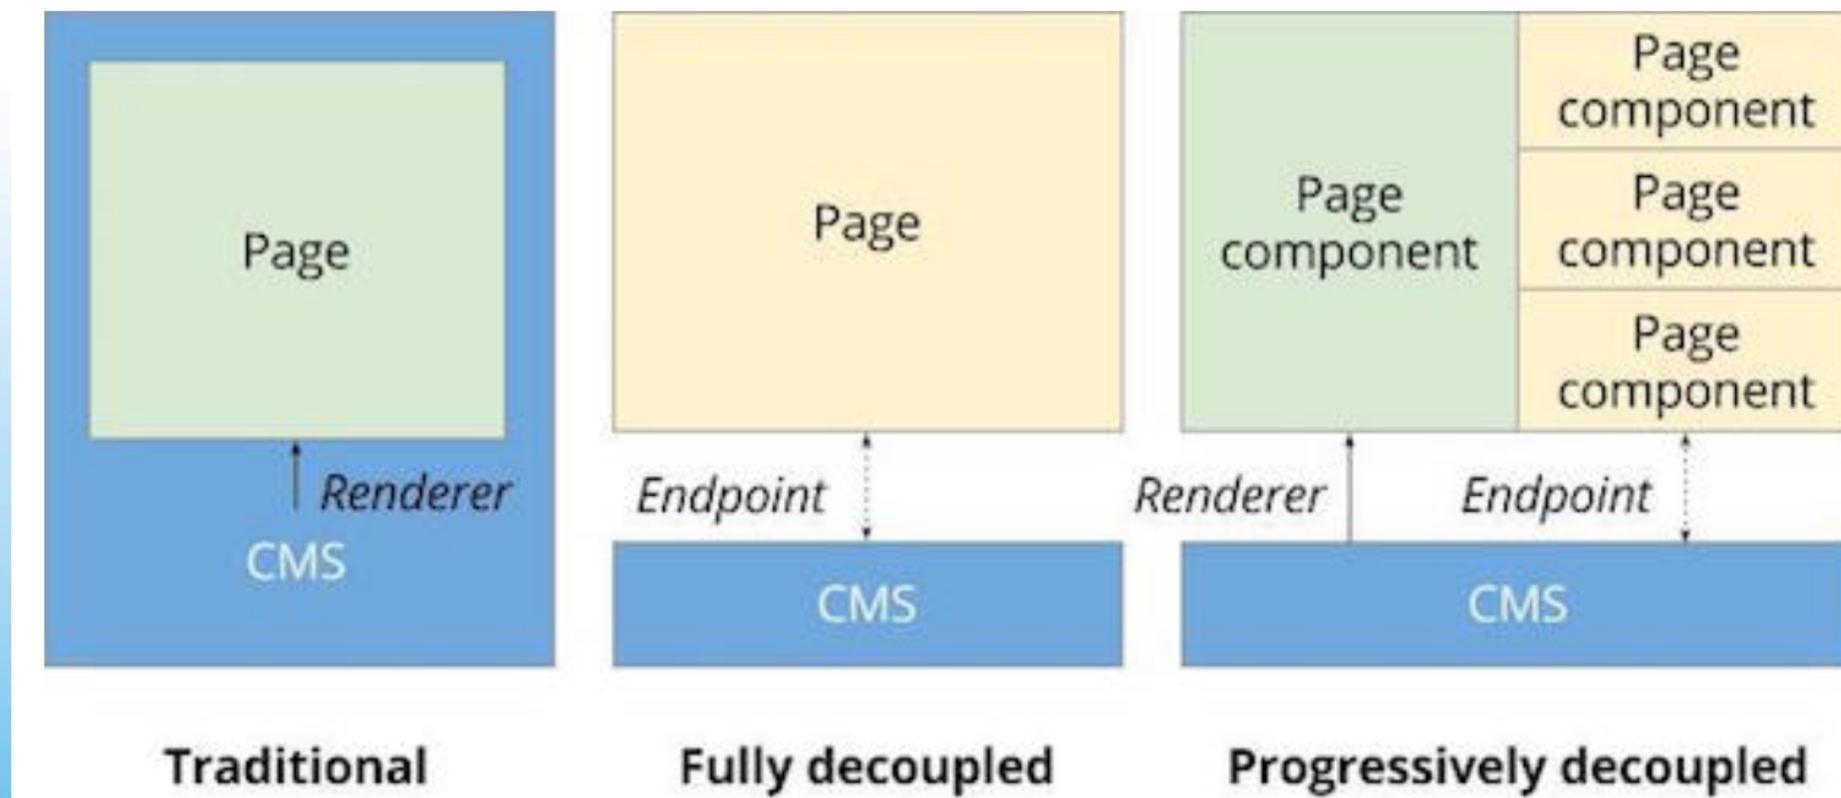 Page
Renderer
CMS
Traditional
Page
Endpoint
CMS
Fully decoupled
Page
component
Page
component
Page
component
Page
component
Renderer
Endpoint
CMS
Progressively decoupled